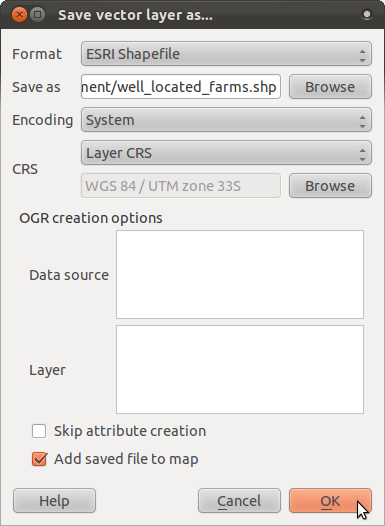 Save vector layer as...
Format ESRI Shapefile
Save as nent/well_located_farms.shp Browse
Encoding System
Layer CRS
CRS
WGS 84 / UTM zone 33S Browse
OGR creation options
Data source
Layer
Skip attribute creation
Add saved file to map
Help Cancel OK